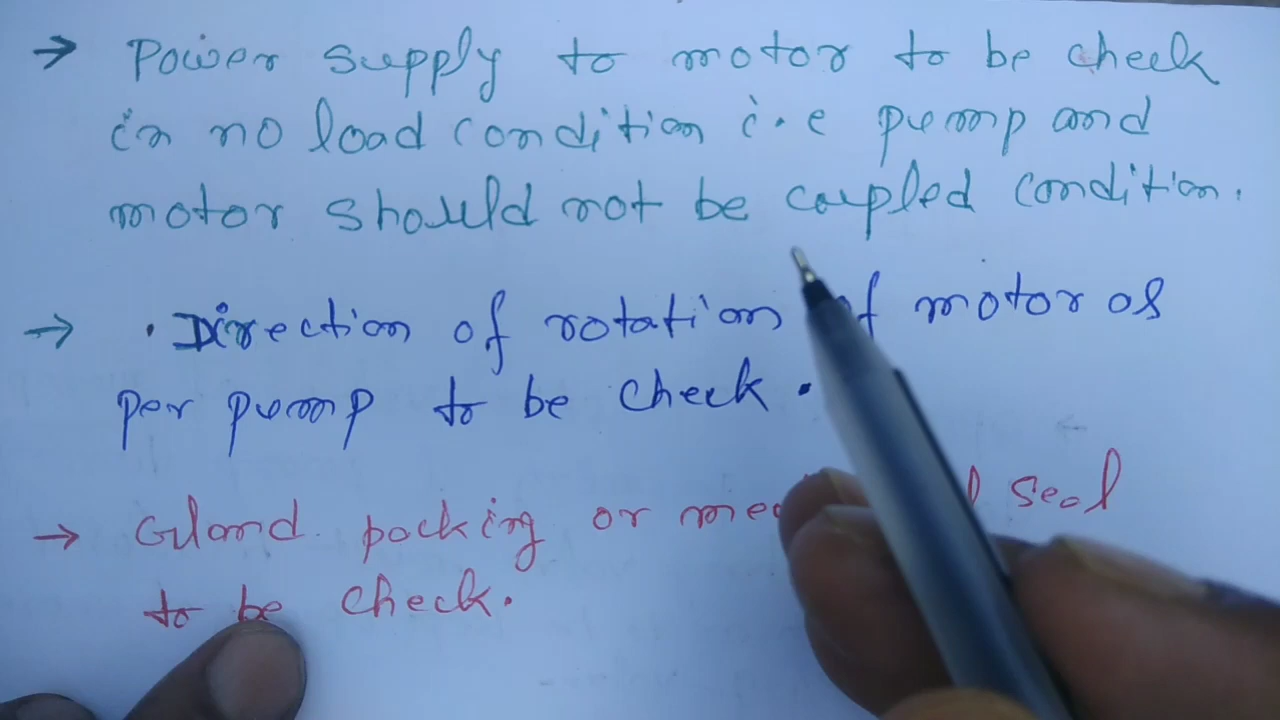 → Power supply to motor to be check
in no load condition i.e pump and
motor should not be coupled condition.
→ . Direction of rotation of motor as
per pump to be check.
→ Gland. packing or seal
to be check.